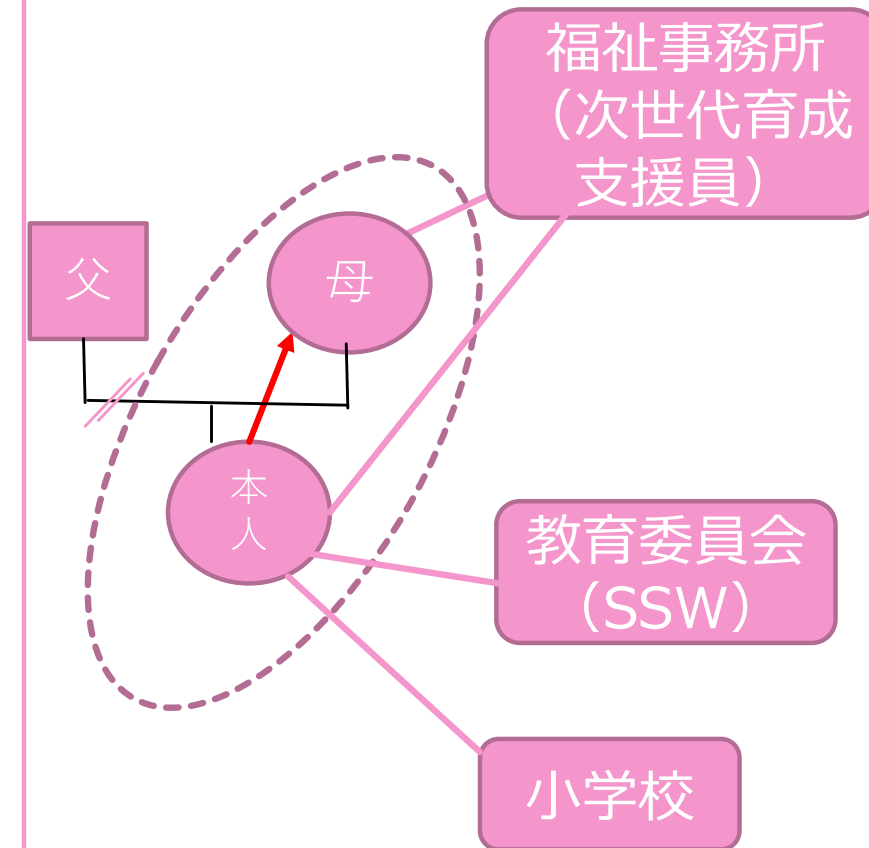 福祉事務所
（次世代育成
支援員）
父
母
本
人
教育委員会
（SSW）
小学校